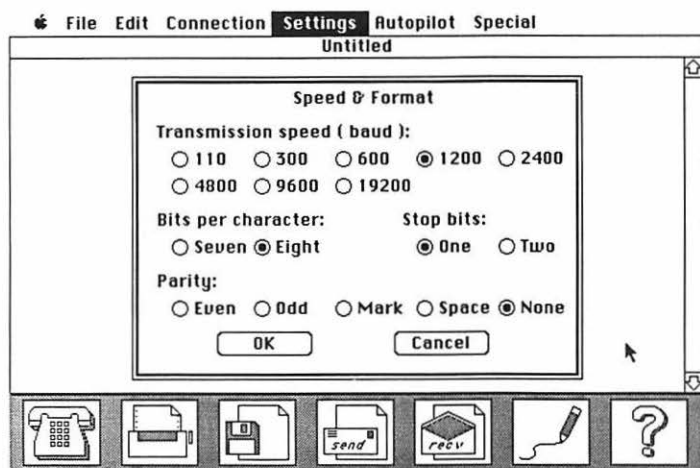 File Edit Connection Settings Autopilot Special
Untitled
Speed & Format
Transmission speed ( baud ):
110 300 600 1200 2400
4800 9600 19200
Bits per character: Stop bits:
Seven Eight One Two
Parity:
Even Odd Mark Space None
OK Cancel
send recv ?